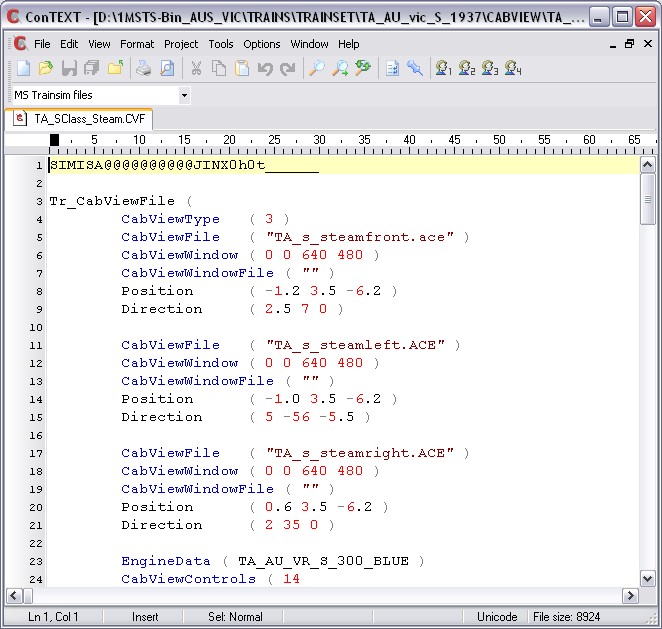 ConTEXT - [D:\1MSTS-Bin_AUS_VIC\TRAINS\TRAINSET\TA_AU_vic_S_1937\CABVIEW\TA_...
File Edit View Format Project Tools Options Window Help
1 2 3 4
MS Trainsim files
TA_SClass_Steam.CVF
5 10 15 20 25 30 35 40 45 50 55 60 65
1 SIMISA@@@@@@@@@@JINX0h0t______
2
3 Tr_CabViewFile (
4 CabViewType ( 3 )
5 CabViewFile ( "TA_s_steamfront.ace" )
6 CabViewWindow ( 0 0 640 480 )
7 CabViewWindowFile ( "" )
8 Position ( -1.2 3.5 -6.2 )
9 Direction ( 2.5 7 0 )
10
11 CabViewFile ( "TA_s_steamleft.ACE" )
12 CabViewWindow ( 0 0 640 480 )
13 CabViewWindowFile ( "" )
14 Position ( -1.0 3.5 -6.2 )
15 Direction ( 5 -56 -5.5 )
16
17 CabViewFile ( "TA_s_steamright.ACE" )
18 CabViewWindow ( 0 0 640 480 )
19 CabViewWindowFile ( "" )
20 Position ( 0.6 3.5 -6.2 )
21 Direction ( 2 35 0 )
22
23 EngineData ( TA_AU_VR_S_300_BLUE )
24 CabViewControls ( 14
Ln 1, Col 1 Insert Sel: Normal Unicode File size: 8924